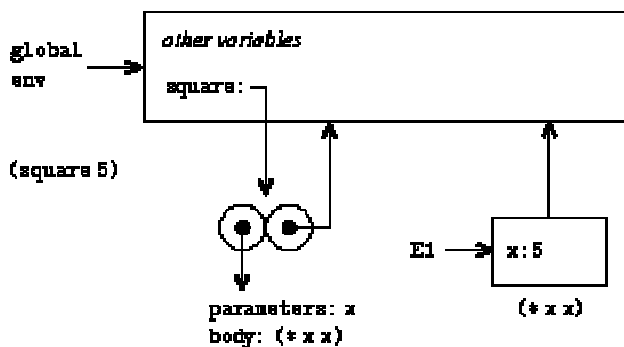 global
env
other variables
square:
(square 5)
E1
x:5
parameters: x
body: (* x x)
(* x x)